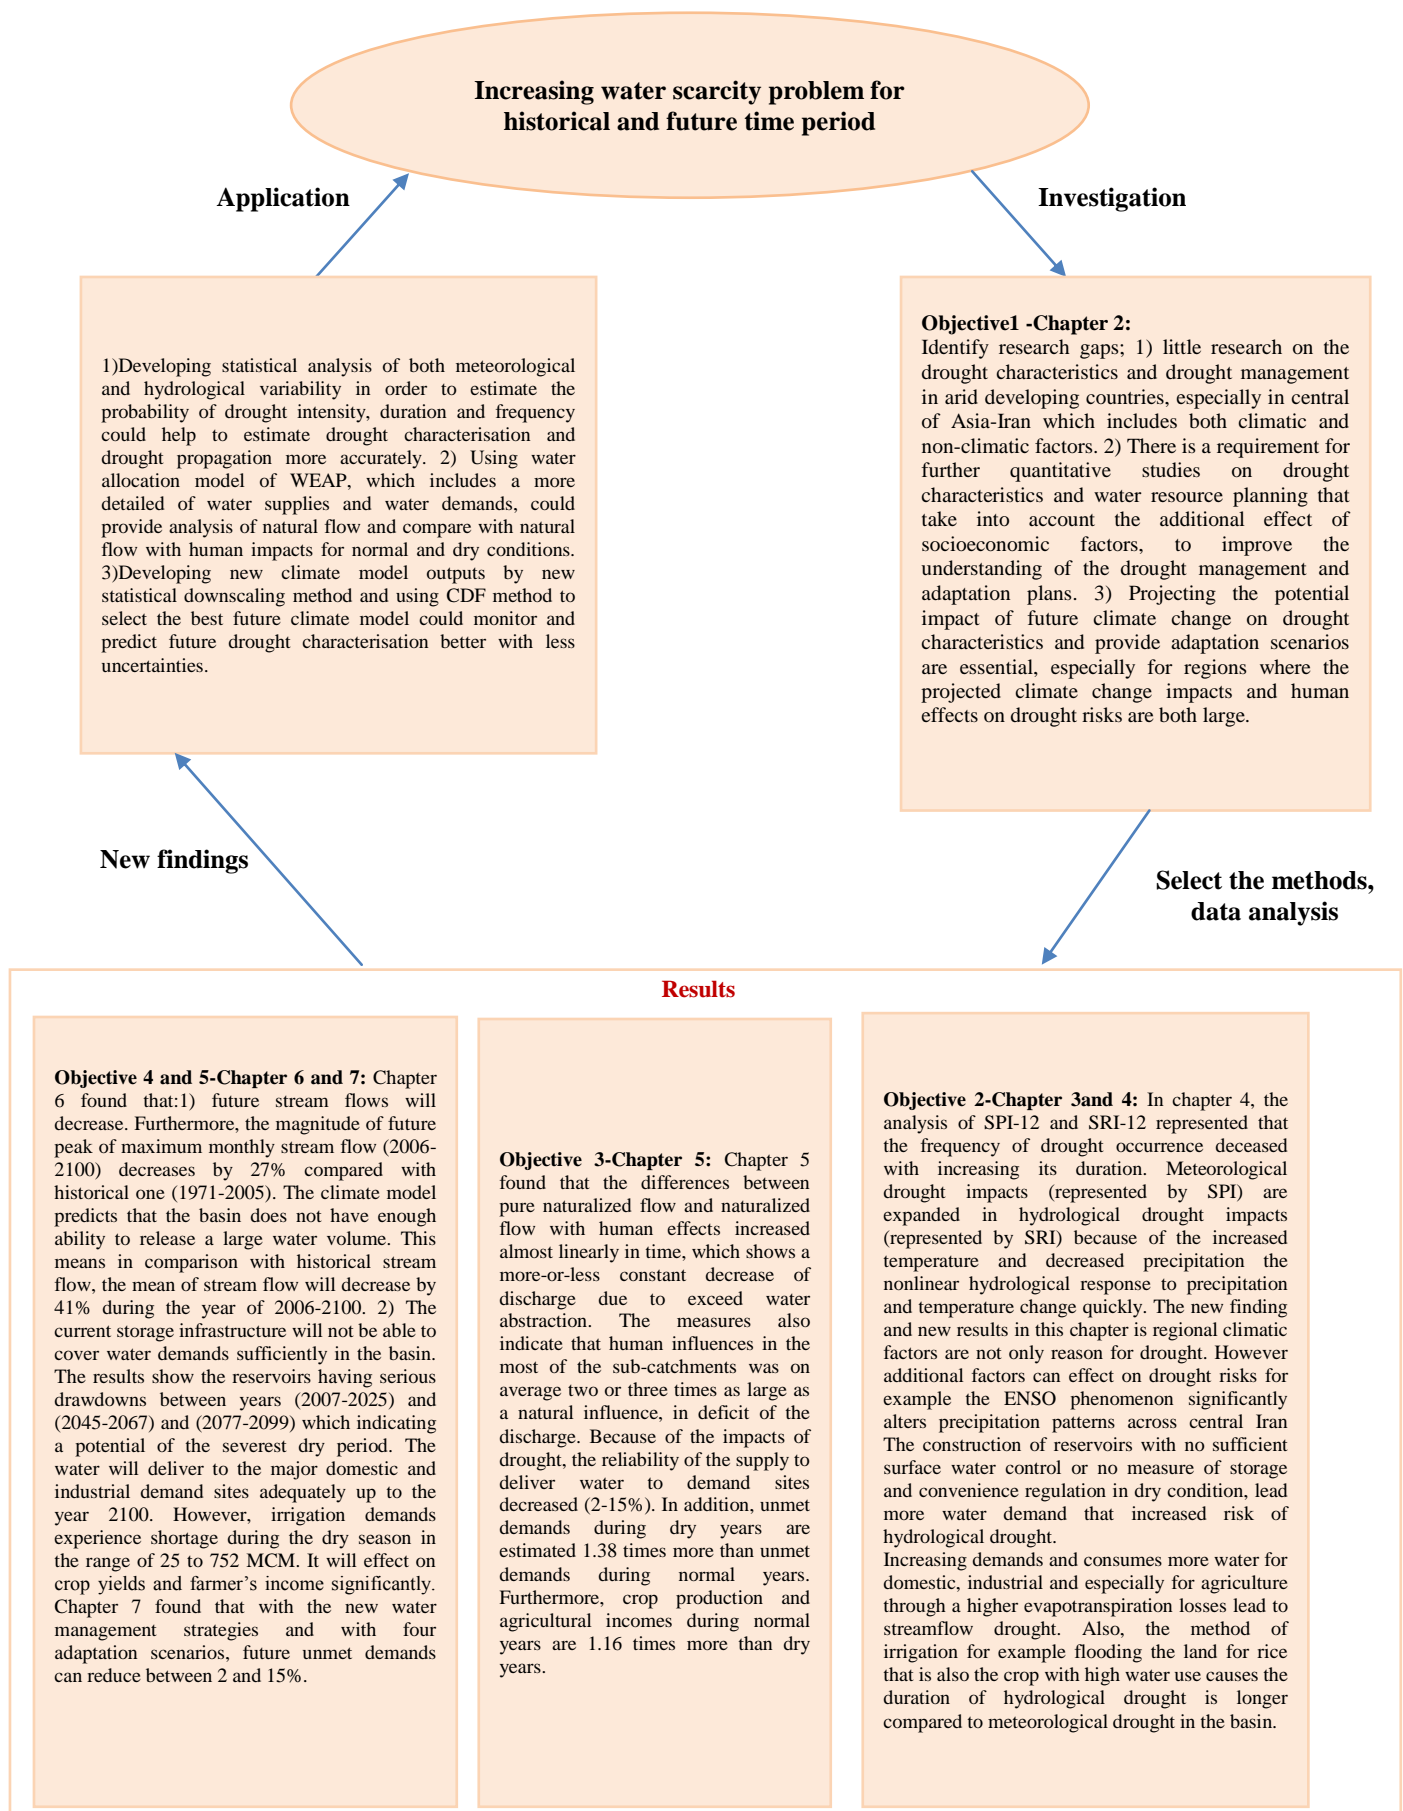 Increasing water scarcity problem for
historical and future time period
Application
Investigation
1)Developing statistical analysis of both meteorological
and hydrological variability in order to estimate the
probability of drought intensity, duration and frequency
could help to estimate drought characterisation and
drought propagation more accurately. 2) Using water
allocation model of WEAP, which includes a more
detailed of water supplies and water demands, could
provide analysis of natural flow and compare with natural
flow with human impacts for normal and dry conditions.
3)Developing new climate model outputs by new
statistical downscaling method and using CDF method to
select the best future climate model could monitor and
predict future drought characterisation better with less
uncertainties.
Objective1 -Chapter 2:
Identify research gaps; 1) little research on the
drought characteristics and drought management
in arid developing countries, especially in central
of Asia-Iran which includes both climatic and
non-climatic factors. 2) There is a requirement for
further quantitative studies on drought
characteristics and water resource planning that
take into account the additional effect of
socioeconomic factors, to improve the
understanding of the drought management and
adaptation plans. 3) Projecting the potential
impact of future climate change on drought
characteristics and provide adaptation scenarios
are essential, especially for regions where the
projected climate change impacts and human
effects on drought risks are both large.
New findings
Select the methods,
data analysis
Results
Objective 4 and 5-Chapter 6 and 7: Chapter
6 found that:1) future stream flows will
decrease. Furthermore, the magnitude of future
peak of maximum monthly stream flow (2006-
2100) decreases by 27% compared with
historical one (1971-2005). The climate model
predicts that the basin does not have enough
ability to release a large water volume. This
means in comparison with historical stream
flow, the mean of stream flow will decrease by
41% during the year of 2006-2100. 2) The
current storage infrastructure will not be able to
cover water demands sufficiently in the basin.
The results show the reservoirs having serious
drawdowns between years (2007-2025) and
(2045-2067) and (2077-2099) which indicating
a potential of the severest dry period. The
water will deliver to the major domestic and
industrial demand sites adequately up to the
year 2100. However, irrigation demands
experience shortage during the dry season in
the range of 25 to 752 MCM. It will effect on
crop yields and farmer's income significantly.
Chapter 7 found that with the new water
management strategies and with four
adaptation scenarios, future unmet demands
can reduce between 2 and 15%.
Objective 3-Chapter 5: Chapter 5
found that the differences between
pure naturalized flow and naturalized
flow with human effects increased
almost linearly in time, which shows a
more-or-less constant decrease of
discharge due to exceed water
abstraction. The measures also
indicate that human influences in the
most of the sub-catchments was on
average two or three times as large as
a natural influence, in deficit of the
discharge. Because of the impacts of
drought, the reliability of the supply to
deliver water to demand sites
decreased (2-15%). In addition, unmet
demands during dry years are
estimated 1.38 times more than unmet
demands during normal years.
Furthermore, crop production and
agricultural incomes during normal
years are 1.16 times more than dry
years.
Objective 2-Chapter 3and 4: In chapter 4, the
analysis of SPI-12 and SRI-12 represented that
the frequency of drought occurrence deceased
with increasing its duration. Meteorological
drought impacts (represented by SPI) are
expanded in hydrological drought impacts
(represented by SRI) because of the increased
temperature and decreased precipitation the
nonlinear hydrological response to precipitation
and temperature change quickly. The new finding
and new results in this chapter is regional climatic
factors are not only reason for drought. However
additional factors can effect on drought risks for
example the ENSO phenomenon significantly
alters precipitation patterns across central Iran
The construction of reservoirs with no sufficient
surface water control or no measure of storage
and convenience regulation in dry condition, lead
more water demand that increased risk of
hydrological drought.
Increasing demands and consumes more water for
domestic, industrial and especially for agriculture
through a higher evapotranspiration losses lead to
streamflow drought. Also, the method of
irrigation for example flooding the land for rice
that is also the crop with high water use causes the
duration of hydrological drought is longer
compared to meteorological drought in the basin.